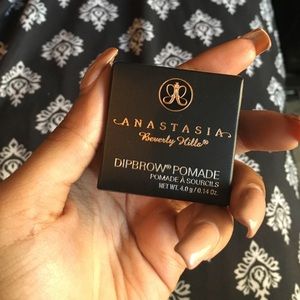 ANASTASIA
Beverly Hills®
DIPBROW® POMADE
POMADE À SOURCILS
NET WT. 4.0 g / 0.14 Oz.